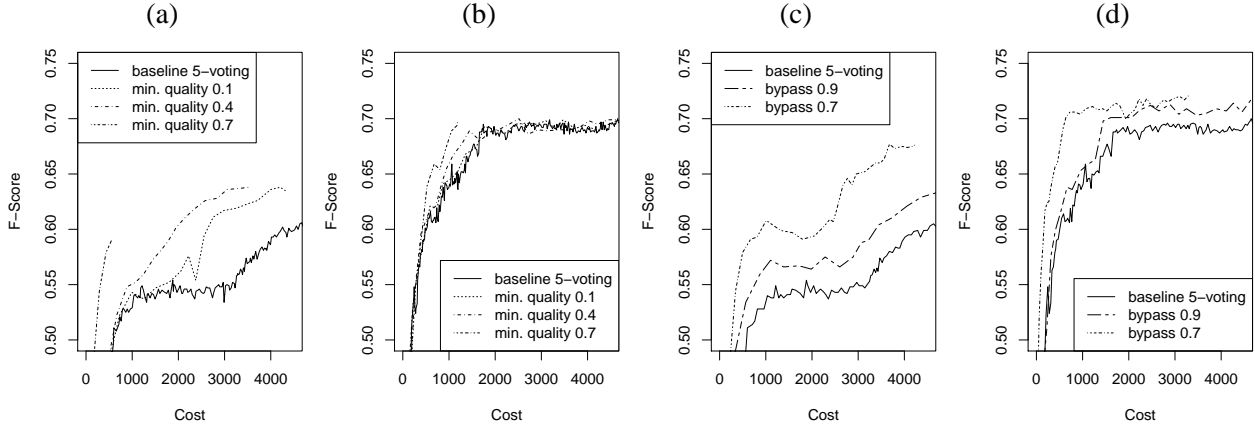 (a)
(b)
(c)
(d)
F−Score
0.75
0.70
0.65
0.60
0.55
0.50
baseline 5−voting
min. quality 0.1
min. quality 0.4
min. quality 0.7
0 1000 2000 3000 4000
Cost
F−Score
0.75
0.70
0.65
0.60
0.55
0.50
baseline 5−voting
min. quality 0.1
min. quality 0.4
min. quality 0.7
0 1000 2000 3000 4000
Cost
F−Score
0.75
0.70
0.65
0.60
0.55
0.50
baseline 5−voting
bypass 0.9
bypass 0.7
0 1000 2000 3000 4000
Cost
F−Score
0.75
0.70
0.65
0.60
0.55
0.50
baseline 5−voting
bypass 0.9
bypass 0.7
0 1000 2000 3000 4000
Cost